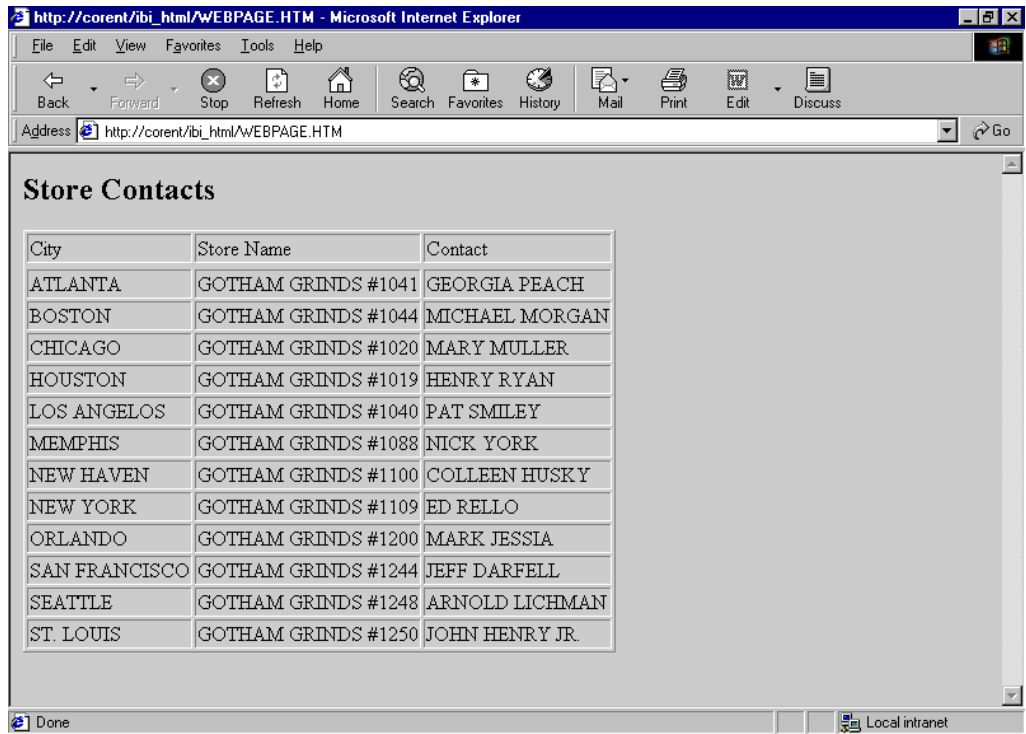 http://corent/ibi_html/WEBPAGE.HTM - Microsoft Internet Explorer
File Edit View Favorites Tools Help
Back Forward Stop Refresh Home Search Favorites History Mail Print Edit Discuss
Address http://corent/ibi_html/WEBPAGE.HTM Go
Store Contacts
City Store Name Contact
ATLANTA GOTHAM GRINDS #1041 GEORGIA PEACH
BOSTON GOTHAM GRINDS #1044 MICHAEL MORGAN
CHICAGO GOTHAM GRINDS #1020 MARY MULLER
HOUSTON GOTHAM GRINDS #1019 HENRY RYAN
LOS ANGELOS GOTHAM GRINDS #1040 PAT SMILEY
MEMPHIS GOTHAM GRINDS #1088 NICK YORK
NEW HAVEN GOTHAM GRINDS #1100 COLLEEN HUSKY
NEW YORK GOTHAM GRINDS #1109 ED RELLO
ORLANDO GOTHAM GRINDS #1200 MARK JESSIA
SAN FRANCISCO GOTHAM GRINDS #1244 JEFF DARFELL
SEATTLE GOTHAM GRINDS #1248 ARNOLD LICHMAN
ST. LOUIS GOTHAM GRINDS #1250 JOHN HENRY JR.
Done Local intranet